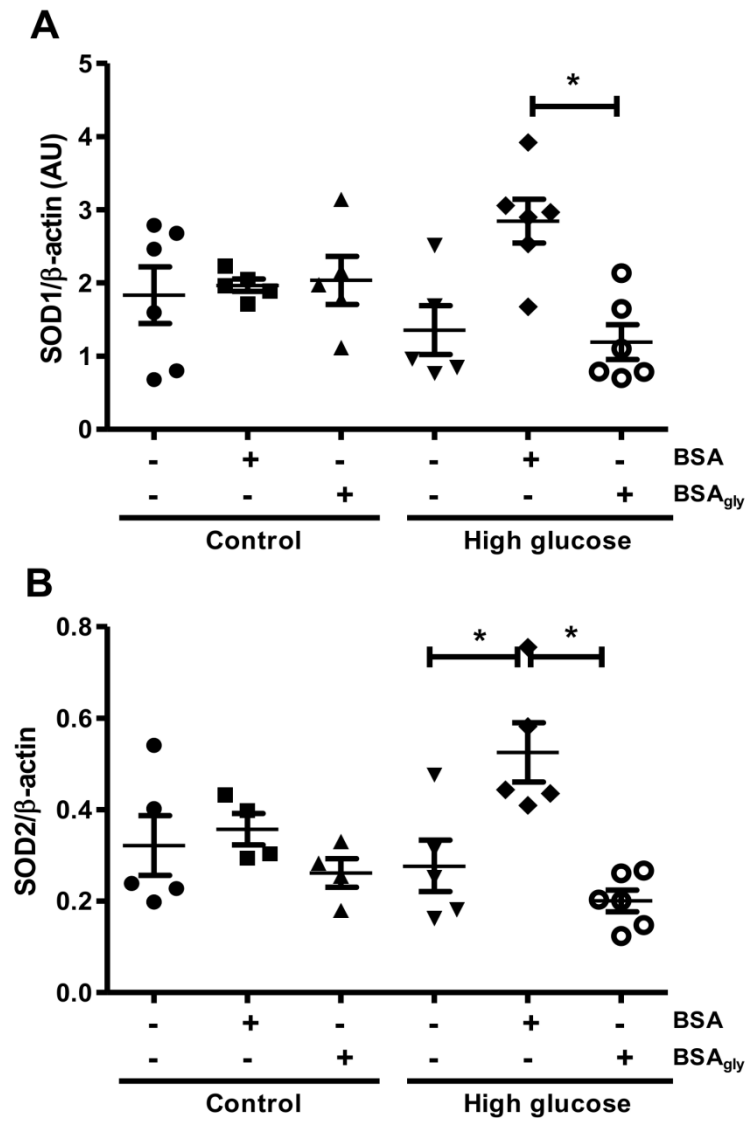 A
5
4
3
2
1
0
SOD1/β-actin (AU)
*
- + - - + - BSA
- - + - - + BSAgly
Control High glucose
B
0.8
0.6
0.4
0.2
0.0
SOD2/β-actin
* *
- + - - + - BSA
- - + - - + BSAgly
Control High glucose